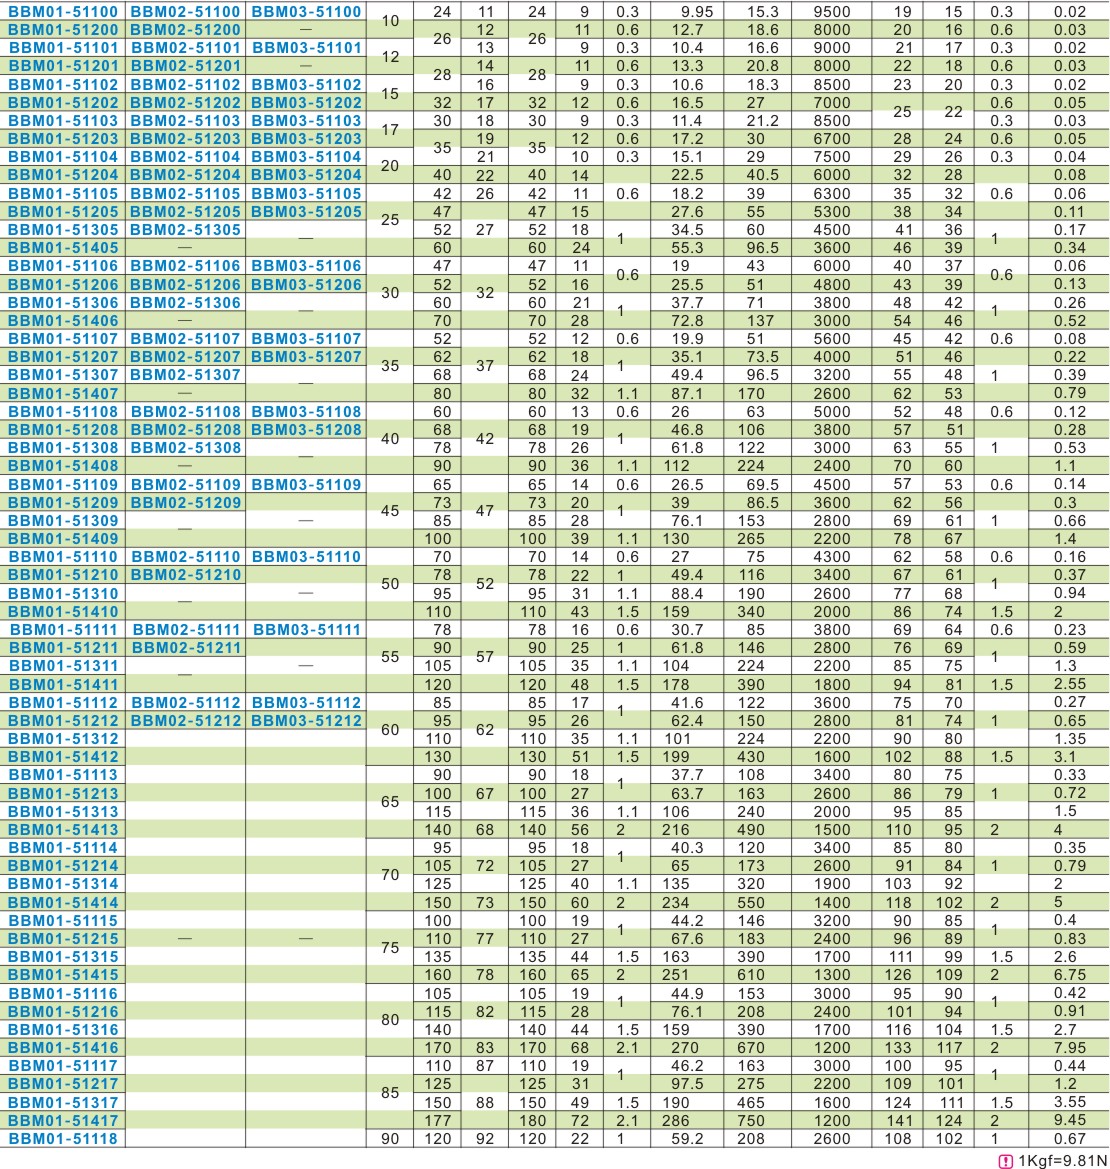 BBM01-51100 BBM02-51100 BBM03-51100 10 24 11 24 9 0.3 9.95 15.3 9500 19 15 0.3 0.02
BBM01-51200 BBM02-51200 — 26 12 26 11 0.6 12.7 18.6 8000 20 16 0.6 0.03
BBM01-51101 BBM02-51101 BBM03-51101 12 13 9 0.3 10.4 16.6 9000 21 17 0.3 0.02
BBM01-51201 BBM02-51201 — 28 14 28 11 0.6 13.3 20.8 8000 22 18 0.6 0.03
BBM01-51102 BBM02-51102 BBM03-51102 15 16 9 0.3 10.6 18.3 8500 23 20 0.3 0.02
BBM01-51202 BBM02-51202 BBM03-51202 32 17 32 12 0.6 16.5 27 7000 25 22 0.6 0.05
BBM01-51103 BBM02-51103 BBM03-51103 17 30 18 30 9 0.3 11.4 21.2 8500 0.3 0.03
BBM01-51203 BBM02-51203 BBM03-51203 35 19 35 12 0.6 17.2 30 6700 28 24 0.6 0.05
BBM01-51104 BBM02-51104 BBM03-51104 20 21 10 0.3 15.1 29 7500 29 26 0.3 0.04
BBM01-51204 BBM02-51204 BBM03-51204 40 22 40 14 22.5 40.5 6000 32 28 0.08
BBM01-51105 BBM02-51105 BBM03-51105 42 26 42 11 0.6 18.2 39 6300 35 32 0.6 0.06
BBM01-51205 BBM02-51205 BBM03-51205 25 47 47 15 27.6 55 5300 38 34 0.11
BBM01-51305 BBM02-51305 — 52 27 52 18 1 34.5 60 4500 41 36 1 0.17
BBM01-51405 — 60 60 24 55.3 96.5 3600 46 39 0.34
BBM01-51106 BBM02-51106 BBM03-51106 47 47 11 0.6 19 43 6000 40 37 0.6 0.06
BBM01-51206 BBM02-51206 BBM03-51206 30 52 32 52 16 25.5 51 4800 43 39 0.13
BBM01-51306 BBM02-51306 — 60 60 21 1 37.7 71 3800 48 42 1 0.26
BBM01-51406 — 70 70 28 72.8 137 3000 54 46 0.52
BBM01-51107 BBM02-51107 BBM03-51107 52 52 12 0.6 19.9 51 5600 45 42 0.6 0.08
BBM01-51207 BBM02-51207 BBM03-51207 35 62 37 62 18 1 35.1 73.5 4000 51 46 0.22
BBM01-51307 BBM02-51307 — 68 68 24 49.4 96.5 3200 55 48 1 0.39
BBM01-51407 — 80 80 32 1.1 87.1 170 2600 62 53 0.79
BBM01-51108 BBM02-51108 BBM03-51108 60 60 13 0.6 26 63 5000 52 48 0.6 0.12
BBM01-51208 BBM02-51208 BBM03-51208 40 68 42 68 19 1 46.8 106 3800 57 51 0.28
BBM01-51308 BBM02-51308 — 78 78 26 61.8 122 3000 63 55 1 0.53
BBM01-51408 — 90 90 36 1.1 112 224 2400 70 60 1.1
BBM01-51109 BBM02-51109 BBM03-51109 65 65 14 0.6 26.5 69.5 4500 57 53 0.6 0.14
BBM01-51209 BBM02-51209 45 73 47 73 20 1 39 86.5 3600 62 56 0.3
BBM01-51309 — — 85 85 28 76.1 153 2800 69 61 1 0.66
BBM01-51409 100 100 39 1.1 130 265 2200 78 67 1.4
BBM01-51110 BBM02-51110 BBM03-51110 70 70 14 0.6 27 75 4300 62 58 0.6 0.16
BBM01-51210 BBM02-51210 50 78 52 78 22 1 49.4 116 3400 67 61 1 0.37
BBM01-51310 — — 95 95 31 1.1 88.4 190 2600 77 68 0.94
BBM01-51410 110 110 43 1.5 159 340 2000 86 74 1.5 2
BBM01-51111 BBM02-51111 BBM03-51111 78 78 16 0.6 30.7 85 3800 69 64 0.6 0.23
BBM01-51211 BBM02-51211 55 90 57 90 25 1 61.8 146 2800 76 69 1 0.59
BBM01-51311 — — 105 105 35 1.1 104 224 2200 85 75 1.3
BBM01-51411 120 120 48 1.5 178 390 1800 94 81 1.5 2.55
BBM01-51112 BBM02-51112 BBM03-51112 85 85 17 1 41.6 122 3600 75 70 0.27
BBM01-51212 BBM02-51212 BBM03-51212 60 95 62 95 26 62.4 150 2800 81 74 1 0.65
BBM01-51312 110 110 35 1.1 101 224 2200 90 80 1.35
BBM01-51412 130 130 51 1.5 199 430 1600 102 88 1.5 3.1
BBM01-51113 90 90 18 1 37.7 108 3400 80 75 0.33
BBM01-51213 65 100 67 100 27 63.7 163 2600 86 79 1 0.72
BBM01-51313 115 115 36 1.1 106 240 2000 95 85 1.5
BBM01-51413 140 68 140 56 2 216 490 1500 110 95 2 4
BBM01-51114 95 95 18 1 40.3 120 3400 85 80 0.35
BBM01-51214 70 105 72 105 27 65 173 2600 91 84 1 0.79
BBM01-51314 125 125 40 1.1 135 320 1900 103 92 2
BBM01-51414 150 73 150 60 2 234 550 1400 118 102 2 5
BBM01-51115 100 100 19 1 44.2 146 3200 90 85 1 0.4
BBM01-51215 — — 75 110 77 110 27 67.6 183 2400 96 89 0.83
BBM01-51315 135 135 44 1.5 163 390 1700 111 99 1.5 2.6
BBM01-51415 160 78 160 65 2 251 610 1300 126 109 2 6.75
BBM01-51116 105 105 19 1 44.9 153 3000 95 90 1 0.42
BBM01-51216 80 115 82 115 28 76.1 208 2400 101 94 0.91
BBM01-51316 140 140 44 1.5 159 390 1700 116 104 1.5 2.7
BBM01-51416 170 83 170 68 2.1 270 670 1200 133 117 2 7.95
BBM01-51117 110 87 110 19 1 46.2 163 3000 100 95 1 0.44
BBM01-51217 85 125 125 31 97.5 275 2200 109 101 1.2
BBM01-51317 150 88 150 49 1.5 190 465 1600 124 111 1.5 3.55
BBM01-51417 177 180 72 2.1 286 750 1200 141 124 2 9.45
BBM01-51118 90 120 92 120 22 1 59.2 208 2600 108 102 1 0.67
! 1Kgf=9.81N